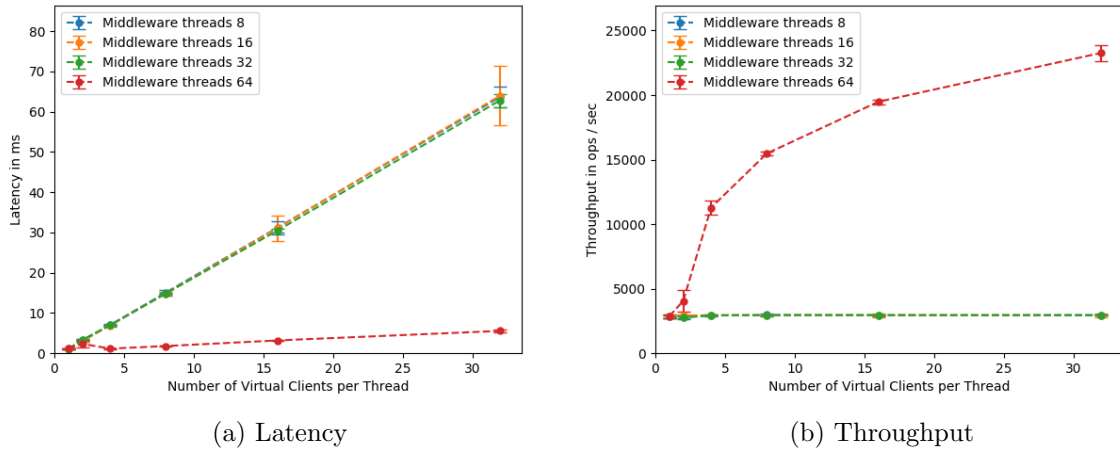 Middleware threads 8
Middleware threads 16
Middleware threads 32
Middleware threads 64
80
70
60
50
40
30
20
10
0
Latency in ms
0
5
10
15
20
25
30
Number of Virtual Clients per Thread
(a) Latency
Middleware threads 8
Middleware threads 16
Middleware threads 32
Middleware threads 64
25000
20000
15000
10000
5000
0
Throughput in ops / sec
0
5
10
15
20
25
30
Number of Virtual Clients per Thread
(b) Throughput